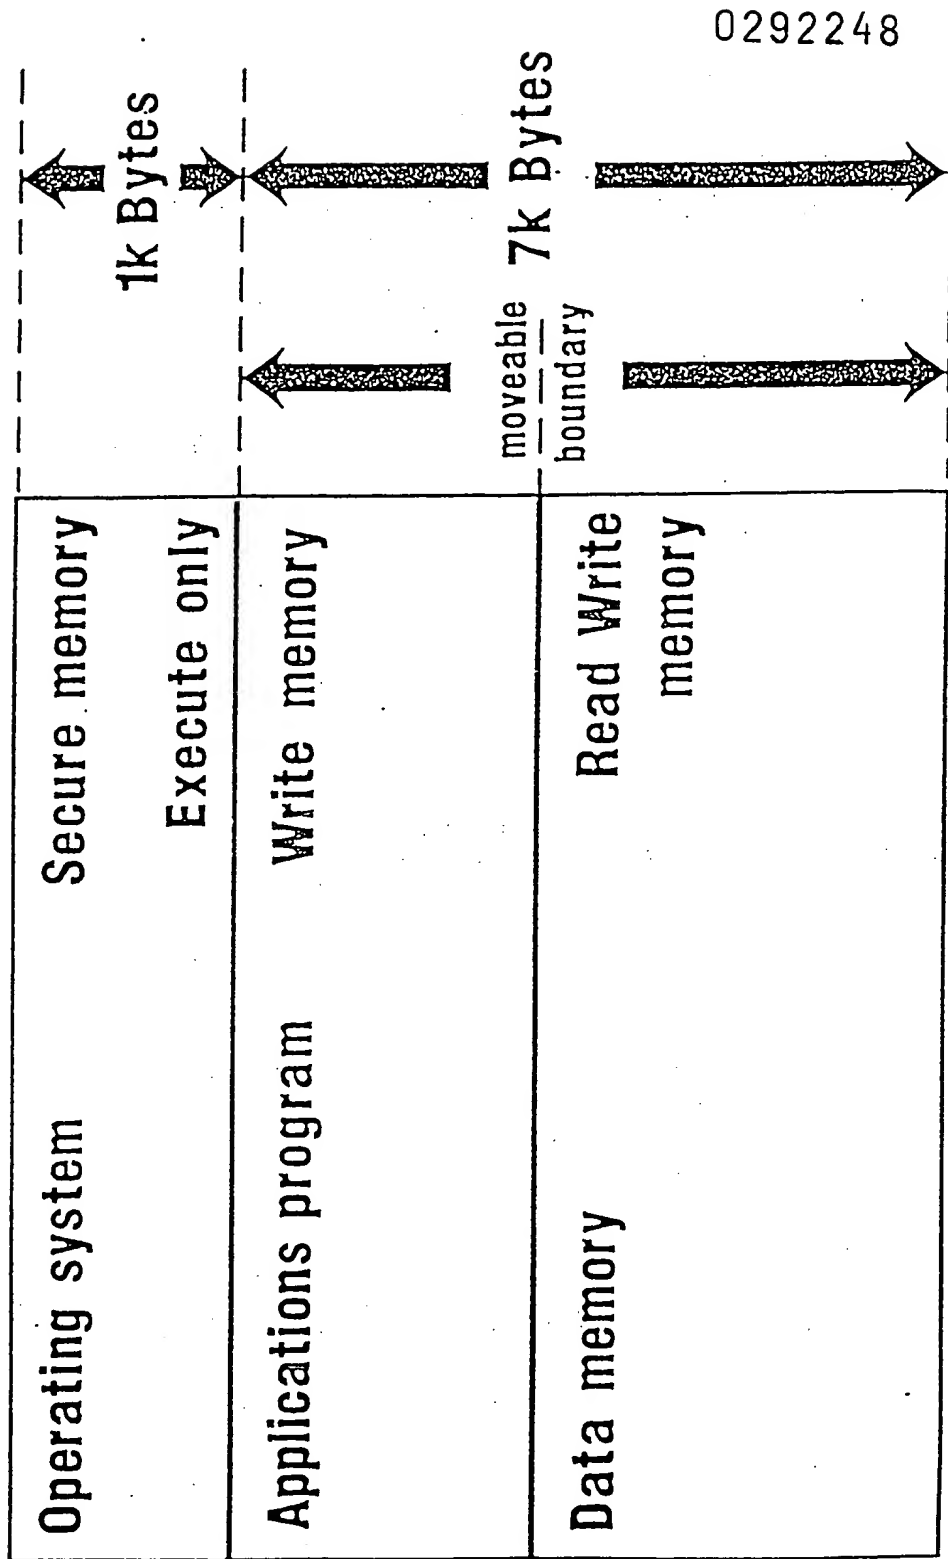 0292248
Operating system Secure memory
Execute only
1k Bytes
Applications program Write memory
moveable
boundary
7k Bytes
Data memory Read Write
memory